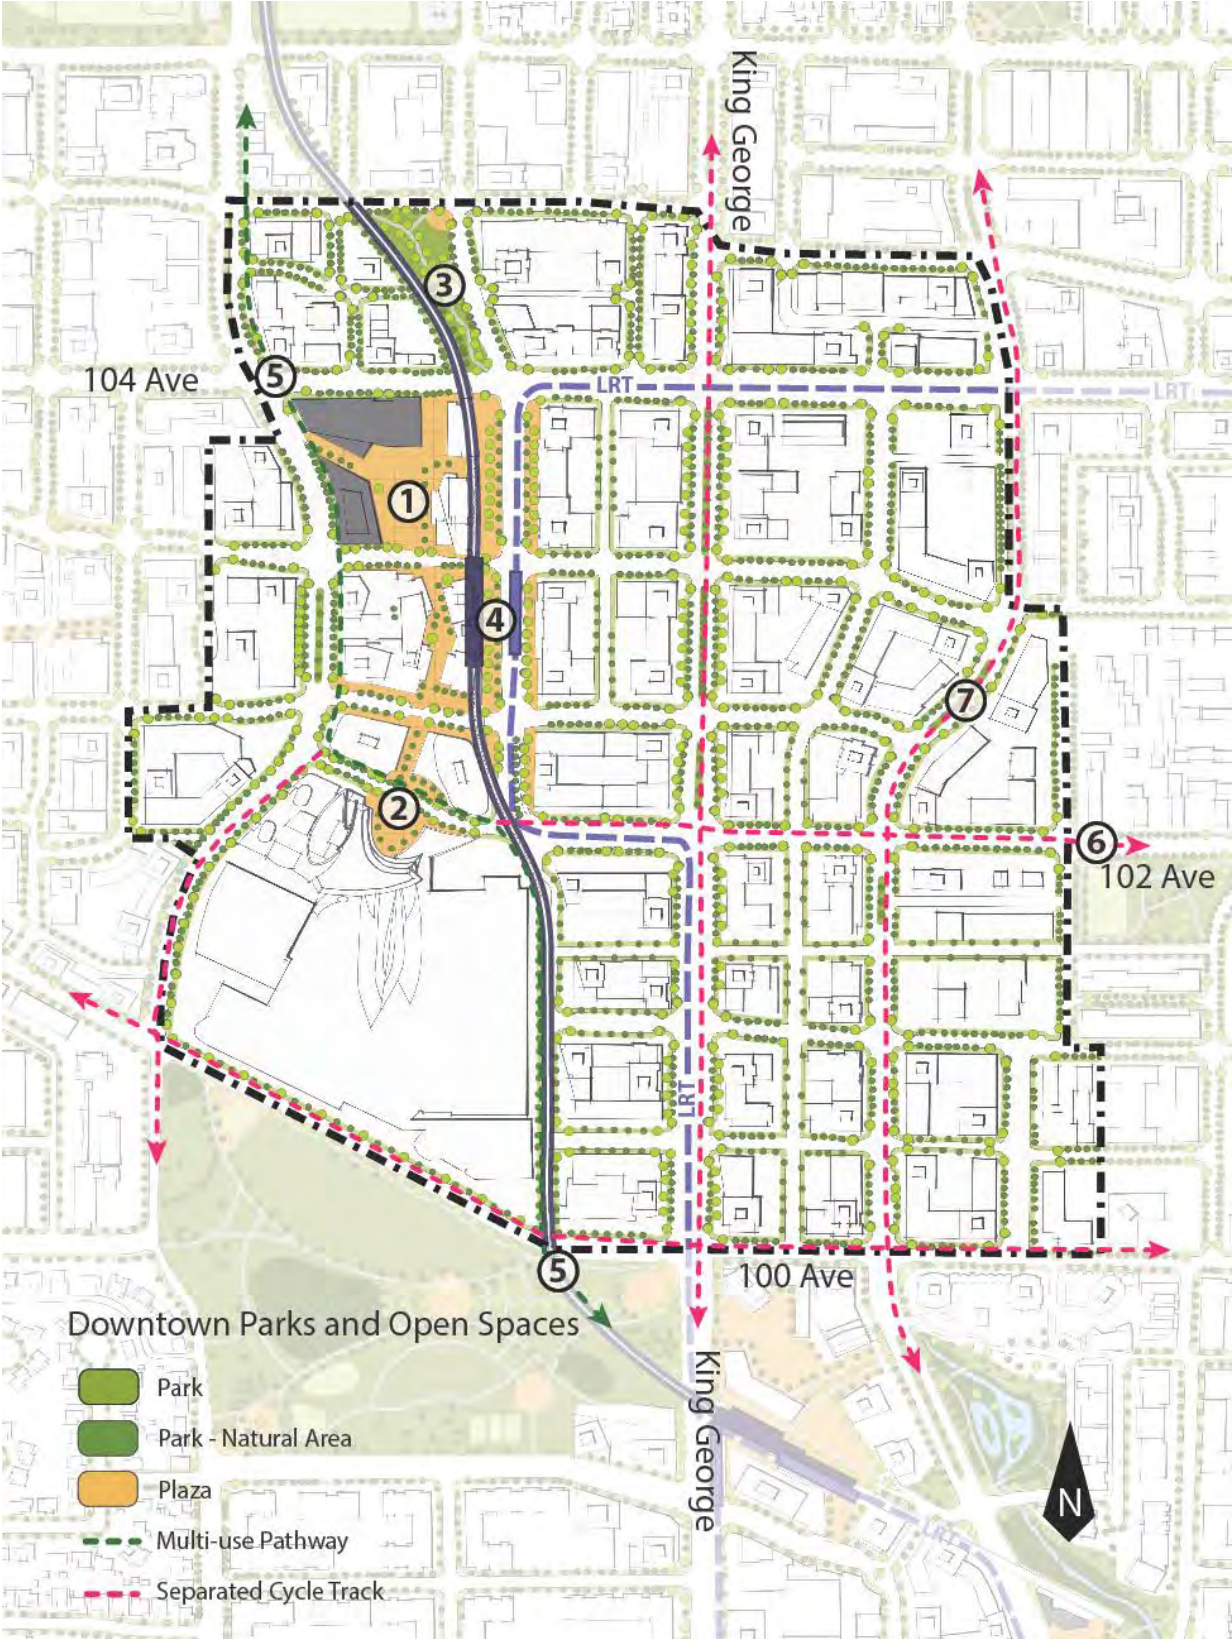 King George
3
104 Ave
5
LRT
LRT
1
4
7
2
6
102 Ave
LRT
5
100 Ave
Downtown Parks and Open Spaces
Park
Park - Natural Area
Plaza
Multi-use Pathway
Separated Cycle Track
King George
N
LRT